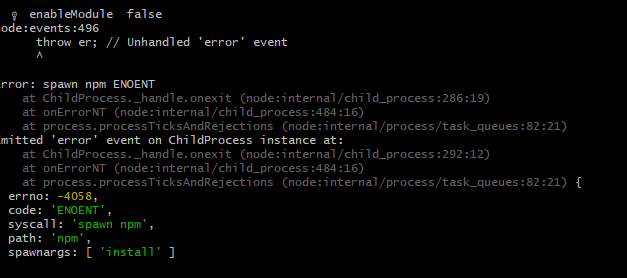 enableModule false
ode:events:496
throw er; // Unhandled 'error' event
^
rror: spawn npm ENOENT
at ChildProcess._handle.onexit (node:internal/child_process:286:19)
at onErrorNT (node:internal/child_process:484:16)
at process.processTicksAndRejections (node:internal/process/task_queues:82:21)
mitted 'error' event on ChildProcess instance at:
at ChildProcess._handle.onexit (node:internal/child_process:292:12)
at onErrorNT (node:internal/child_process:484:16)
at process.processTicksAndRejections (node:internal/process/task_queues:82:21) {
errno: -4058,
code: 'ENOENT',
syscall: 'spawn npm',
path: 'npm',
spawnargs: [ 'install' ]